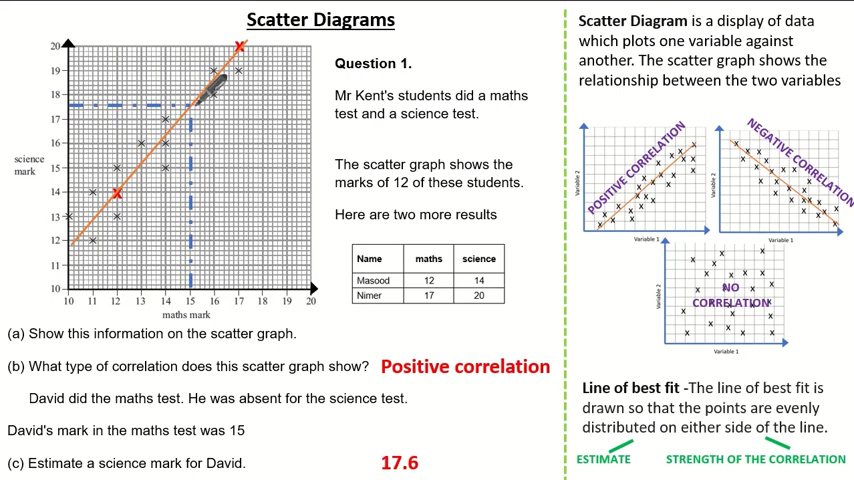 Scatter Diagrams
Question 1.
Mr Kent's students did a maths
test and a science test.
The scatter graph shows the
marks of 12 of these students.
Here are two more results
Name maths science
Masood 12 14
Nimer 17 20
20
19
18
17
16
15
14
13
12
11
10
science
mark
10 11 12 13 14 15 16 17 18 19 20
maths mark
(a) Show this information on the scatter graph.
(b) What type of correlation does this scatter graph show? Positive correlation
David did the maths test. He was absent for the science test.
David's mark in the maths test was 15
(c) Estimate a science mark for David. 17.6
Scatter Diagram is a display of data
which plots one variable against
another. The scatter graph shows the
relationship between the two variables
POSITIVE CORRELATION
Variable 2
Variable 1
NEGATIVE CORRELATION
Variable 2
Variable 1
NO
CORRELATION
Variable 2
Variable 1
Line of best fit -The line of best fit is
drawn so that the points are evenly
distributed on either side of the line.
ESTIMATE STRENGTH OF THE CORRELATION